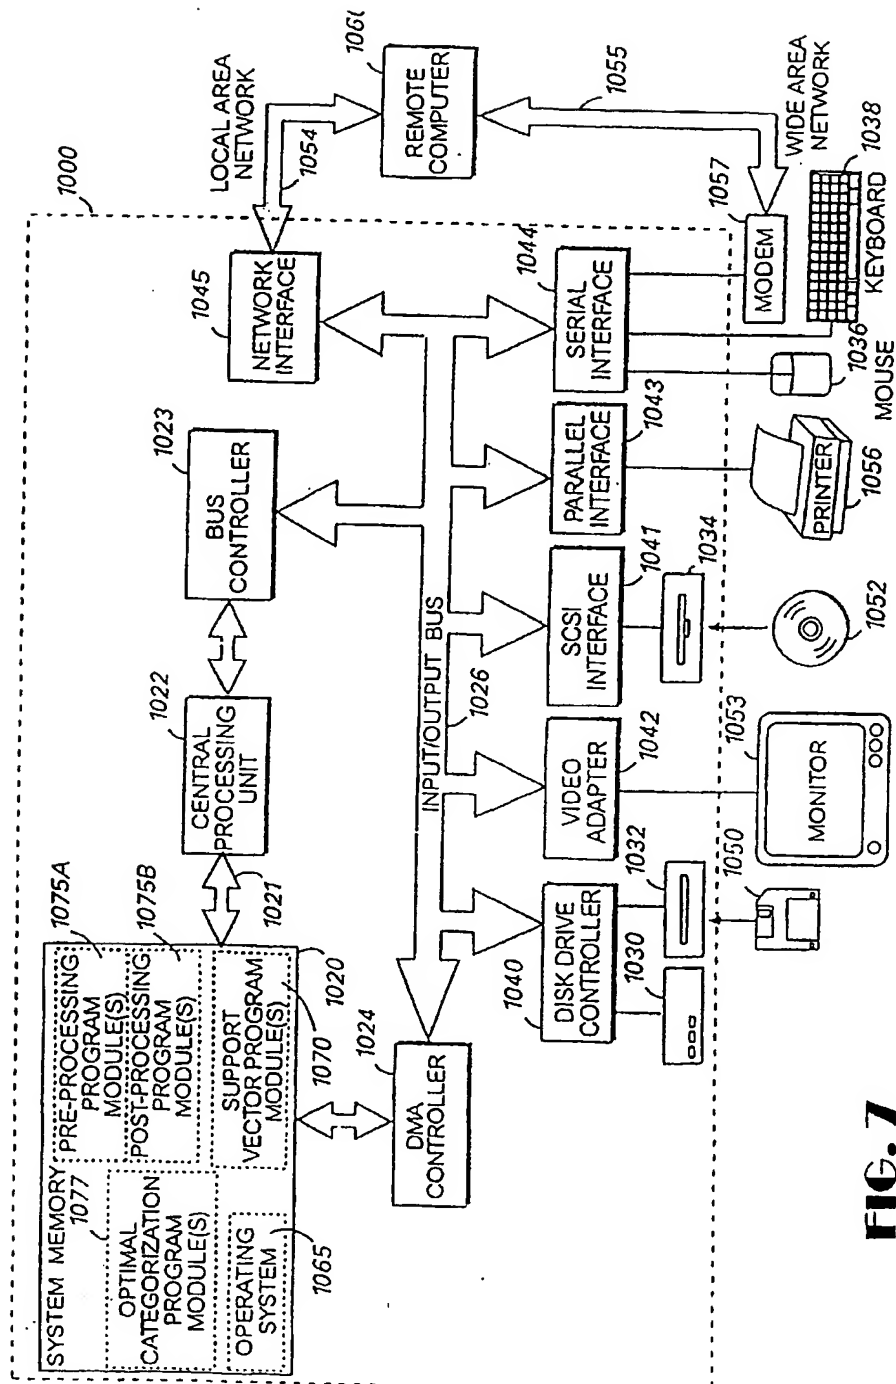 1000
SYSTEM MEMORY
1077
PRE-PROCESSING
PROGRAM
MODULE(S)
1075A
POST-PROCESSING
PROGRAM
MODULE(S)
1075B
OPTIMAL
CATEGORIZATION
PROGRAM
MODULE(S)
SUPPORT
VECTOR PROGRAM
MODULE(S)
1070
OPERATING
SYSTEM
1065
1020
1021
CENTRAL
PROCESSING
UNIT
1022
BUS
CONTROLLER
1023
NETWORK
INTERFACE
1045
LOCAL AREA
NETWORK
1054
REMOTE
COMPUTER
1055
WIDE AREA
NETWORK
DMA
CONTROLLER
1024
INPUT/OUTPUT BUS
1026
DISK DRIVE
CONTROLLER
1040
VIDEO
ADAPTER
1042
SCSI
INTERFACE
1041
PARALLEL
INTERFACE
1043
SERIAL
INTERFACE
1044
1030
1032
1034
MODEM
1057
1050
MONITOR
1053
1052
PRINTER
1056
MOUSE
1036
KEYBOARD
1038
FIG. 7